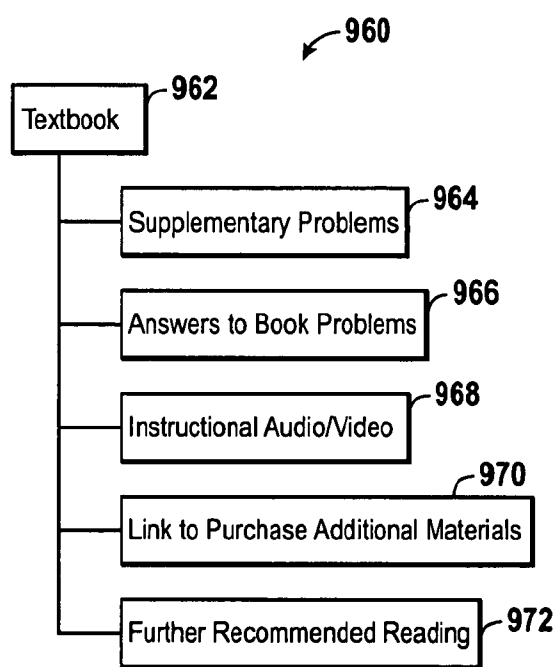 960
962
Textbook
964
Supplementary Problems
966
Answers to Book Problems
968
Instructional Audio/Video
970
Link to Purchase Additional Materials
972
Further Recommended Reading